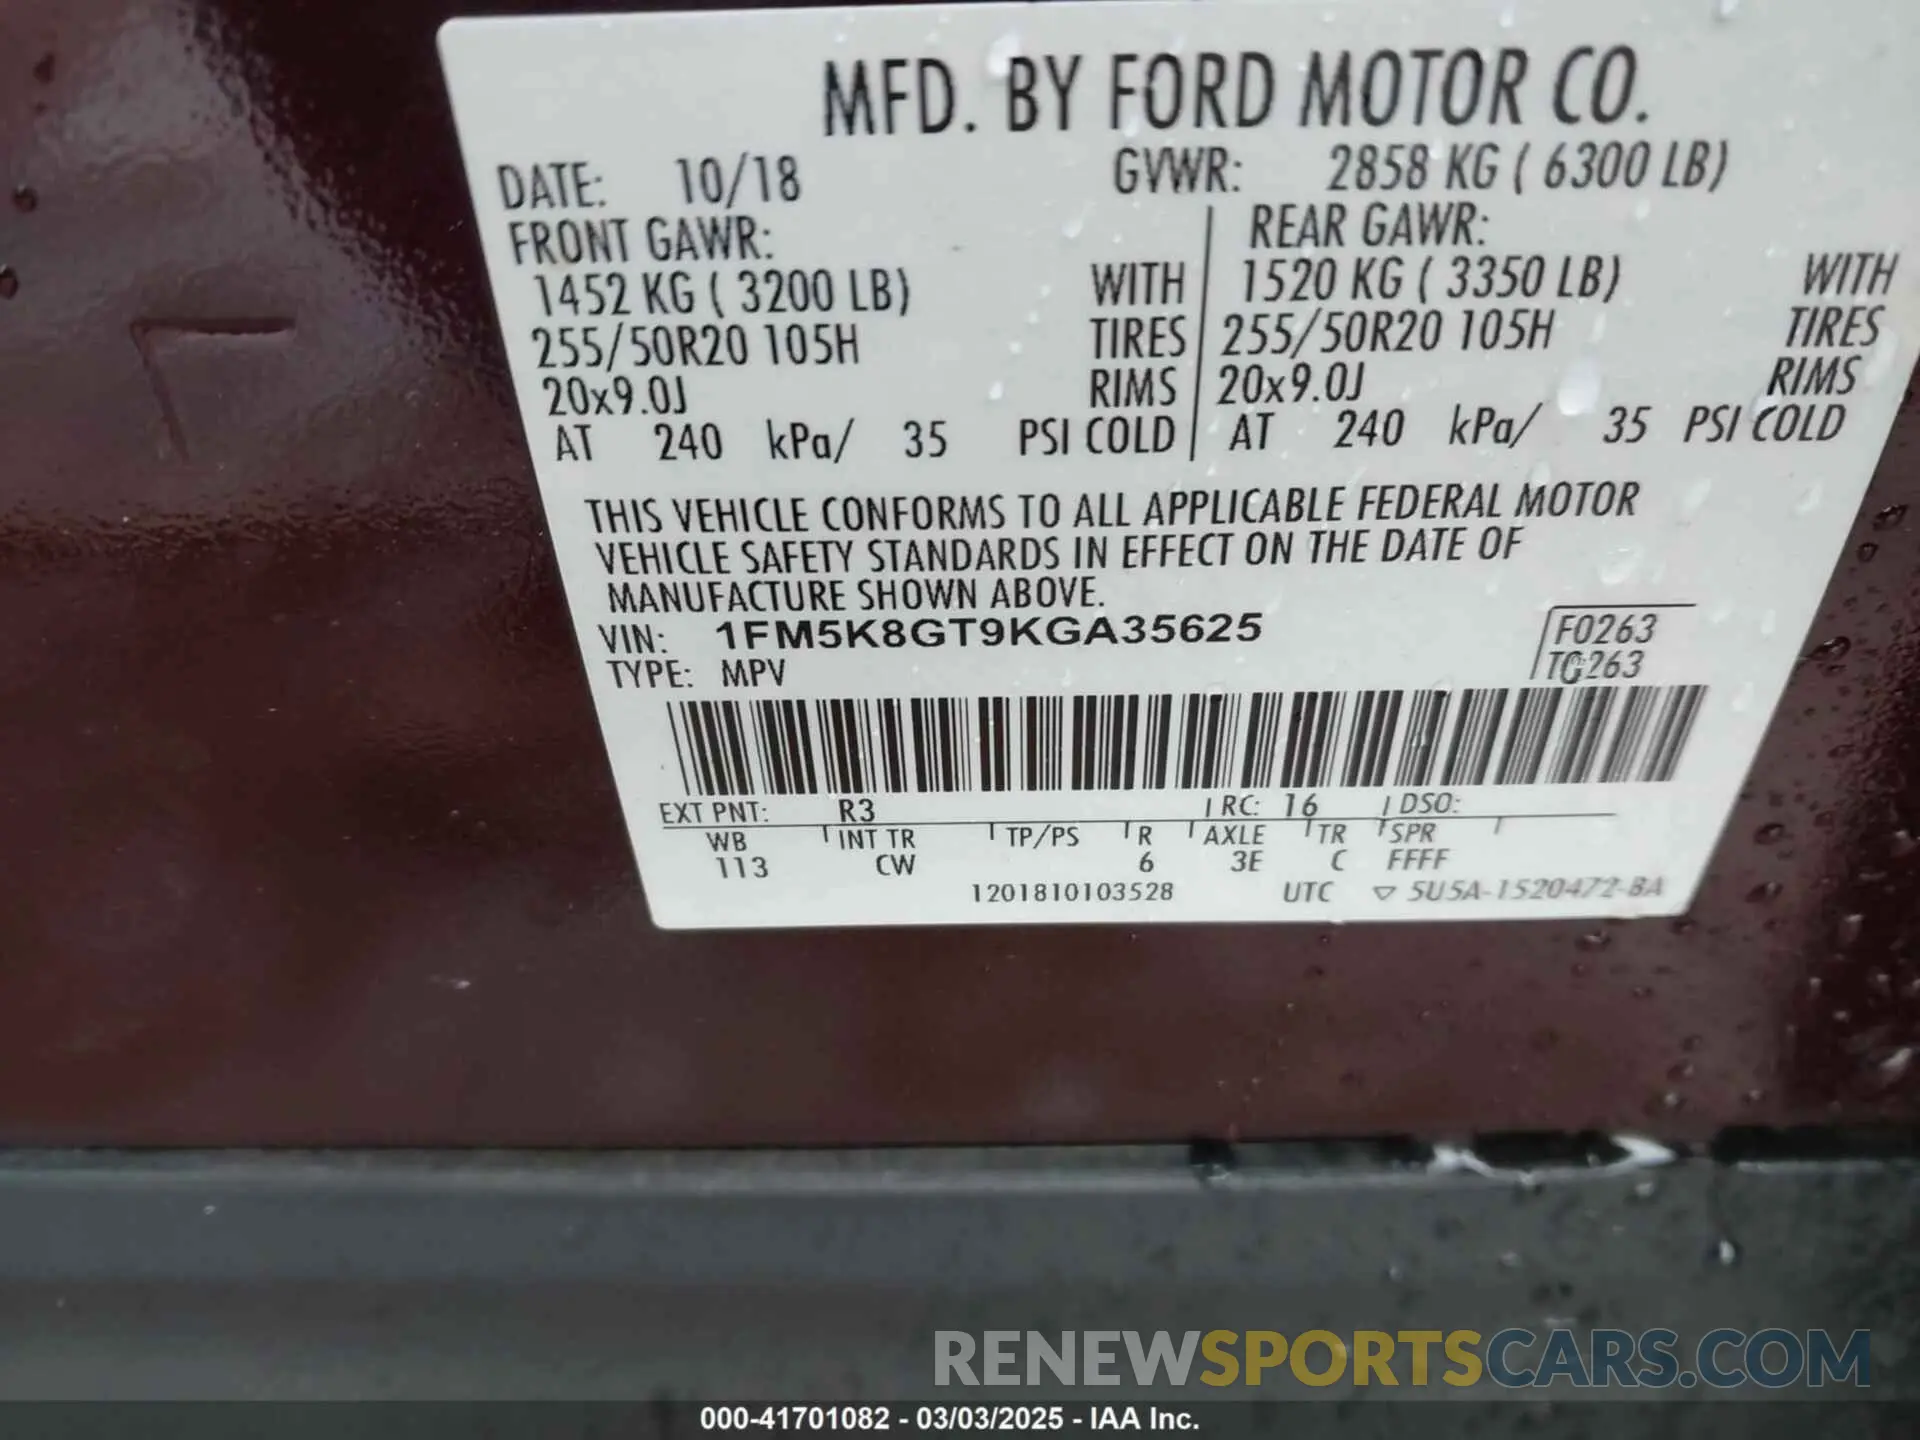 MFD. BY FORD MOTOR CO.
DATE: 10/18 GVWR: 2858 KG ( 6300 LB)
FRONT GAWR: REAR GAWR:
1452 KG ( 3200 LB) WITH 1520 KG ( 3350 LB) WITH
255/50R20 105H TIRES 255/50R20 105H TIRES
20x9.0J RIMS 20x9.0J RIMS
AT 240 kPa/ 35 PSI COLD AT 240 kPa/ 35 PSI COLD
THIS VEHICLE CONFORMS TO ALL APPLICABLE FEDERAL MOTOR
VEHICLE SAFETY STANDARDS IN EFFECT ON THE DATE OF
MANUFACTURE SHOWN ABOVE.
VIN: 1FM5K8GT9KGA35625 F0263
TYPE: MPV T0263
EXT PNT: R3 RC: 16 DSO:
WB INT TR TP/PS R AXLE TR SPR
113 CW 6 3E C FFFF
1201810103528 UTC ▽ 5U5A-1520472-BA
RENEWSPORTSCARS.COM
000-41701082 - 03/03/2025 - IAA Inc.